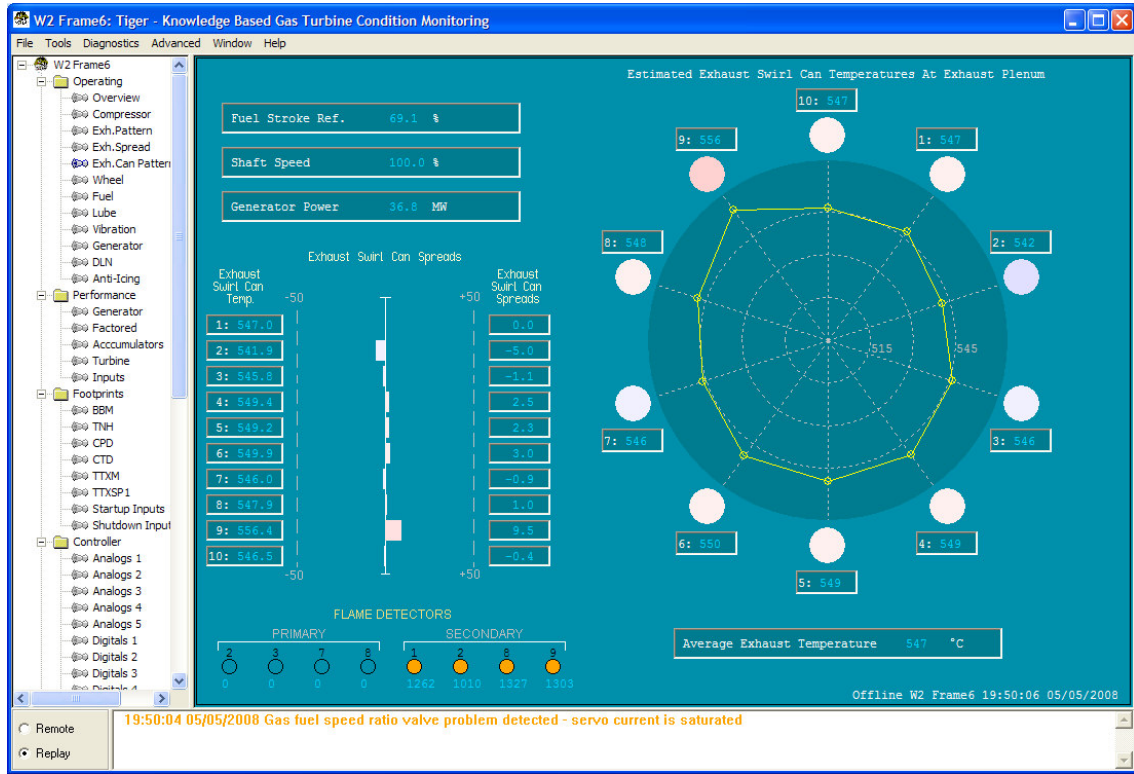 W2 Frame6: Tiger - Knowledge Based Gas Turbine Condition Monitoring
File Tools Diagnostics Advanced Window Help
W2 Frame6
Operating
Overview
Compressor
Exh.Pattern
Exh.Spread
Exh.Can Pattern
Wheel
Fuel
Lube
Vibration
Generator
DLN
Anti-Icing
Performance
Generator
Factored
Acccumulators
Turbine
Inputs
Footprints
BBM
TNH
CPD
CTD
TTXM
TTXSP1
Startup Inputs
Shutdown Input
Controller
Analogs 1
Analogs 2
Analogs 3
Analogs 4
Analogs 5
Digitals 1
Digitals 2
Digitals 3
Digitals 4
Fuel Stroke Ref. 69.1 %
Shaft Speed 100.0 %
Generator Power 36.8 MW
Exhaust Swirl Can Spreads
Exhaust
Swirl Can
Temp.
-50
+50
Exhaust
Swirl Can
Spreads
1: 547.0 0.0
2: 541.9 -5.0
3: 545.8 -1.1
4: 549.4 2.5
5: 549.2 2.3
6: 549.9 3.0
7: 546.0 -0.9
8: 547.9 1.0
9: 556.4 9.5
10: 546.5 -0.4
-50 +50
FLAME DETECTORS
PRIMARY SECONDARY
2 3 7 8 1 2 8 9
0 0 0 0 1262 1010 1327 1303
Estimated Exhaust Swirl Can Temperatures At Exhaust Plenum
10: 547
9: 556
1: 547
8: 548
2: 542
515 545
7: 546
3: 546
6: 550
4: 549
5: 549
Average Exhaust Temperature 547 °C
Offline W2 Frame6 19:50:06 05/05/2008
Remote
Replay
19:50:04 05/05/2008 Gas fuel speed ratio valve problem detected - servo current is saturated